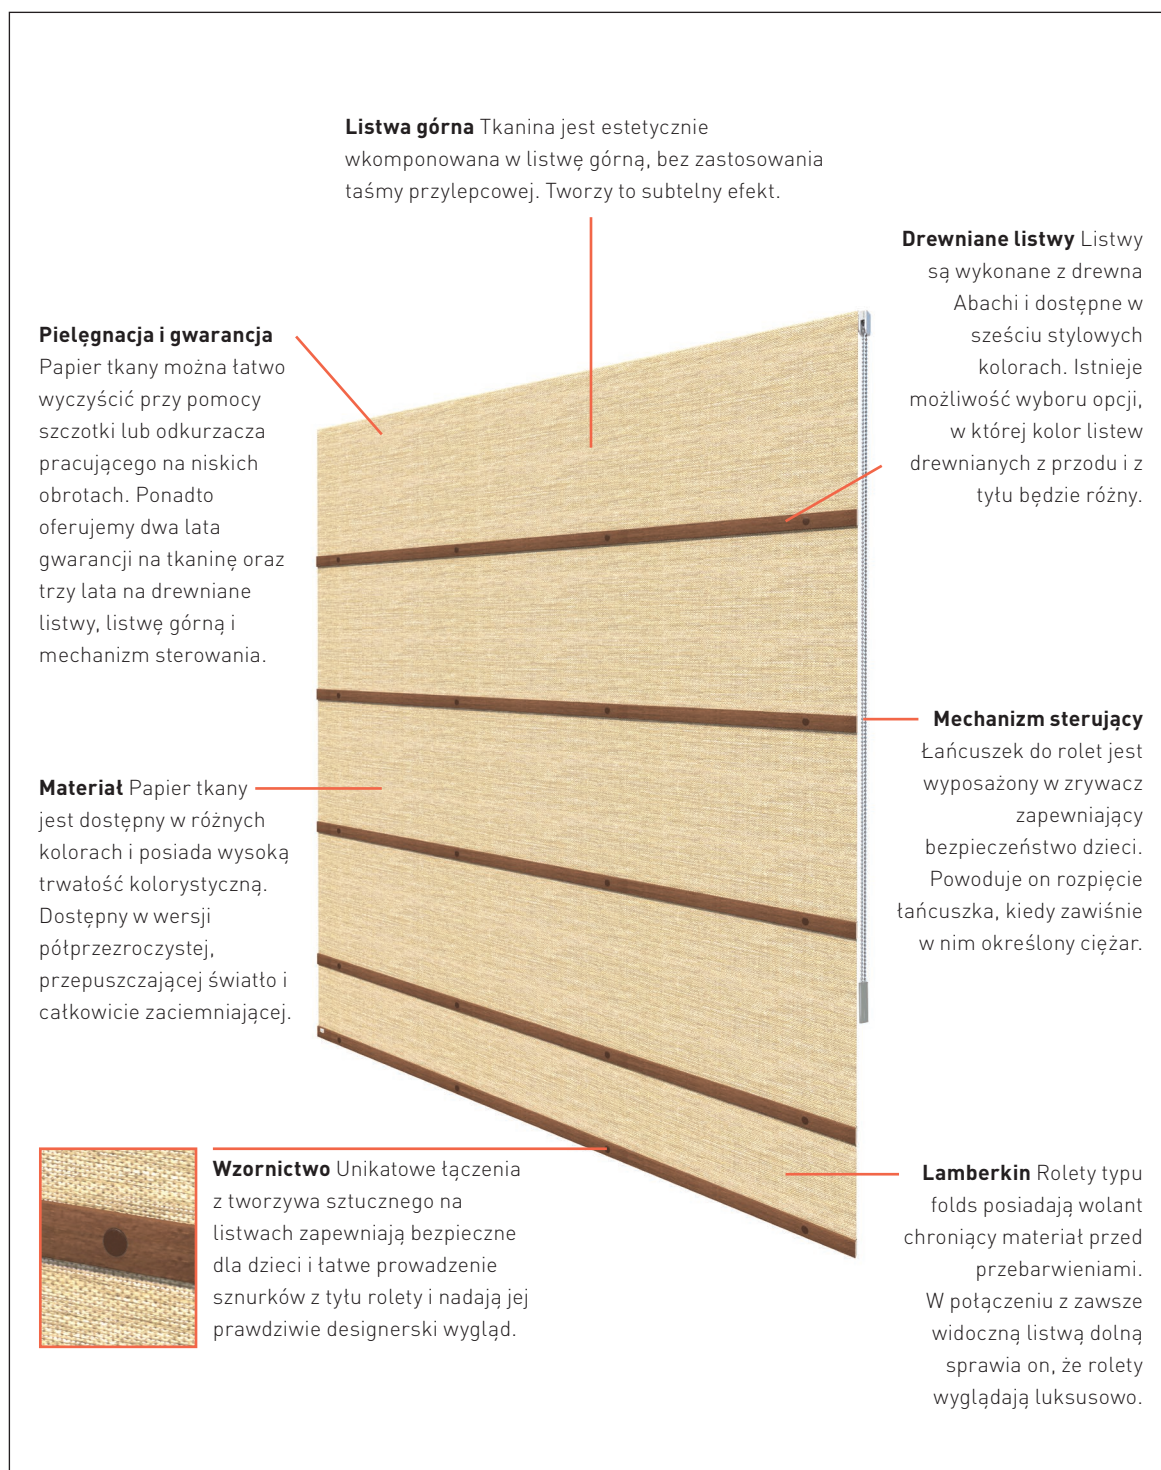 Listwa górna Tkanina jest estetycznie
wkomponowana w listwę górną, bez zastosowania
taśmy przylepcowej. Tworzy to subtelny efekt.
Drewniane listwy Listwy
są wykonane z drewna
Abachi i dostępne w
sześciu stylowych
kolorach. Istnieje
możliwość wyboru opcji,
w której kolor listew
drewnianych z przodu i z
tyłu będzie różny.
Pielęgnacja i gwarancja
Papier tkany można łatwo
wyczyścić przy pomocy
szczotki lub odkurzacza
pracującego na niskich
obrotach. Ponadto
oferujemy dwa lata
gwarancji na tkaninę oraz
trzy lata na drewniane
listwy, listwę górną i
mechanizm sterowania.
Mechanizm sterujący
Łańcuszek do rolet jest
wyposażony w zrywacz
zapewniający
bezpieczeństwo dzieci.
Powoduje on rozpięcie
łańcuszka, kiedy zawiśnie
w nim określony ciężar.
Materiał Papier tkany
jest dostępny w różnych
kolorach i posiada wysoką
trwałość kolorystyczną.
Dostępny w wersji
półprzezroczystej,
przepuszczającej światło i
całkowicie zaciemniającej.
Wzornictwo Unikatowe łączenia
z tworzywa sztucznego na
listwach zapewniają bezpieczne
dla dzieci i łatwe prowadzenie
sznurków z tyłu rolety i nadają jej
prawdziwie designerski wygląd.
Lamberkin Rolety typu
folds posiadają wolant
chroniący materiał przed
przebarwieniami.
W połączeniu z zawsze
widoczną listwą dolną
sprawia on, że rolety
wyglądają luksusowo.